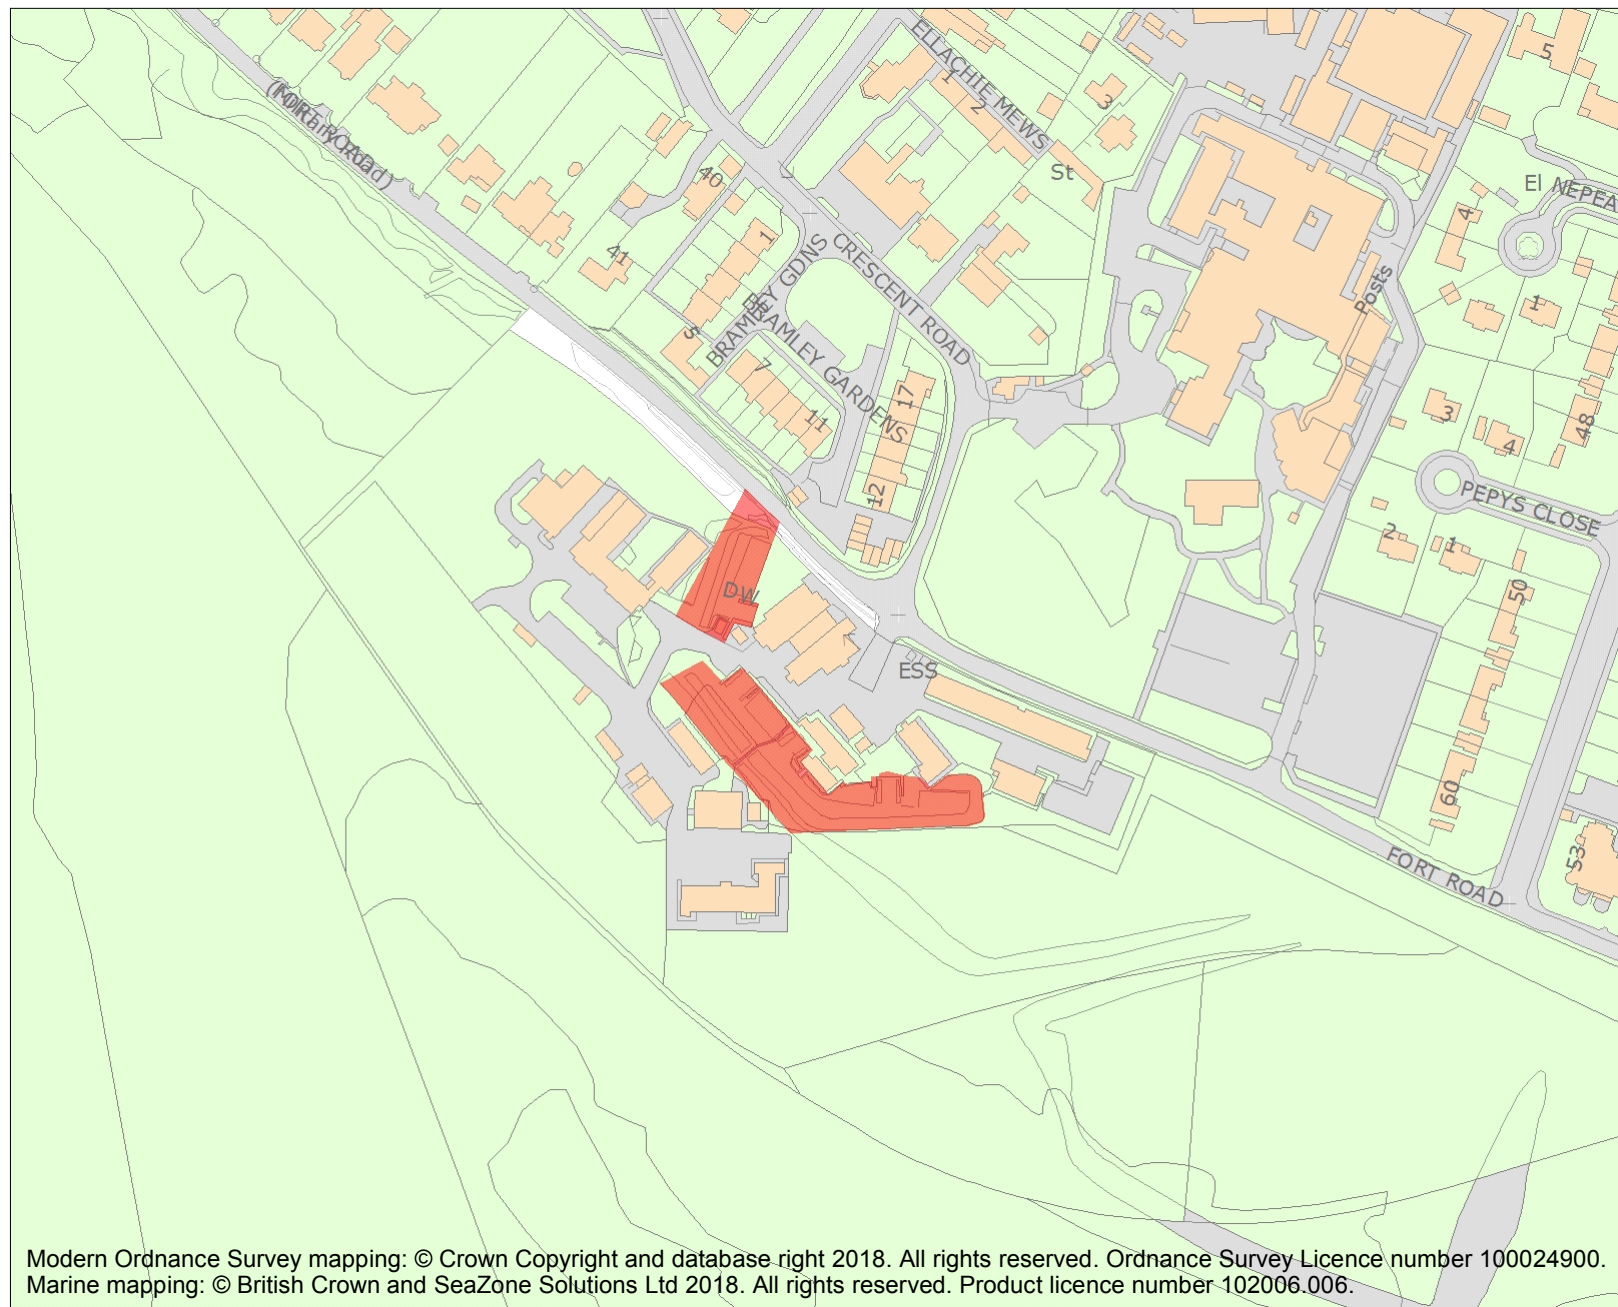 ELLACHIE MEWS
1
2
3
5
St
FORT ROAD
(Military Road)
40
41
El NEPEA
4
1
BRAMLEY GDNS
CRESCENT ROAD
1
5
BRAMLEY GARDENS
7
11
17
12
Posts
3
4
48
PEPYS CLOSE
2
1
50
DW
ESS
60
FORT ROAD
53
Modern Ordnance Survey mapping: © Crown Copyright and database right 2018. All rights reserved. Ordnance Survey Licence number 100024900.
Marine mapping: © British Crown and SeaZone Solutions Ltd 2018. All rights reserved. Product licence number 102006.006.